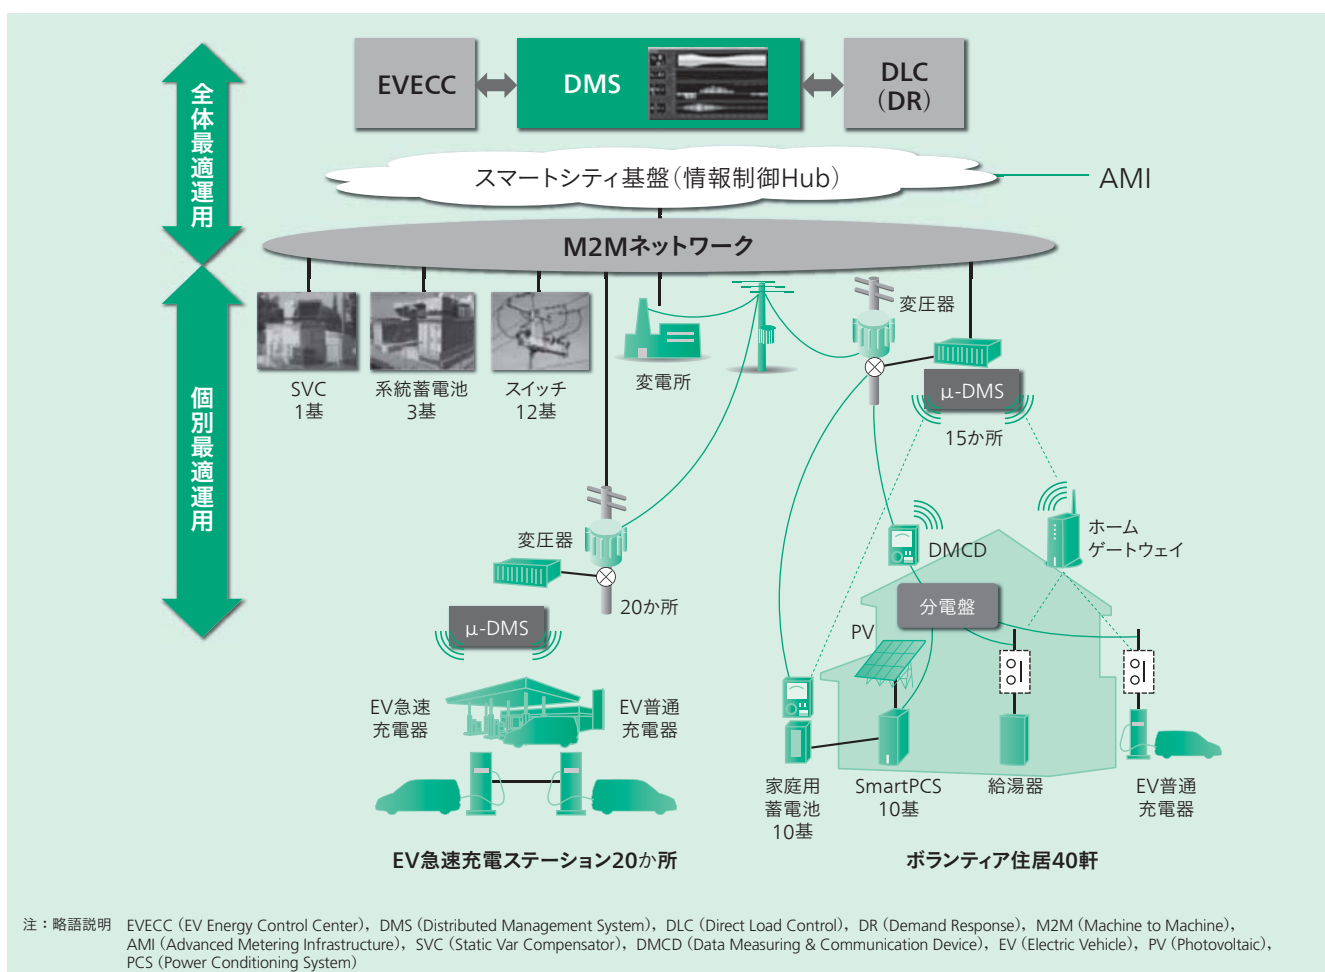 全体最適運用
EVECC
DMS
DLC
（DR）
スマートシティ基盤（情報制御Hub）
AMI
M2Mネットワーク
個別最適運用
SVC
1基
系統蓄電池
3基
スイッチ
12基
変電所
変圧器
μ-DMS
15か所
変圧器
20か所
μ-DMS
EV急速
充電器
EV普通
充電器
EV急速充電ステーション20か所
DMCD
ホーム
ゲートウェイ
分電盤
PV
家庭用
蓄電池
10基
SmartPCS
10基
給湯器
EV普通
充電器
ボランティア住居40軒
注：略語説明 EVECC（EV Energy Control Center），DMS（Distributed Management System），DLC（Direct Load Control），DR（Demand Response），M2M（Machine to Machine），
AMI（Advanced Metering Infrastructure），SVC（Static Var Compensator），DMCD（Data Measuring & Communication Device），EV（Electric Vehicle），PV（Photovoltaic），
PCS（Power Conditioning System）